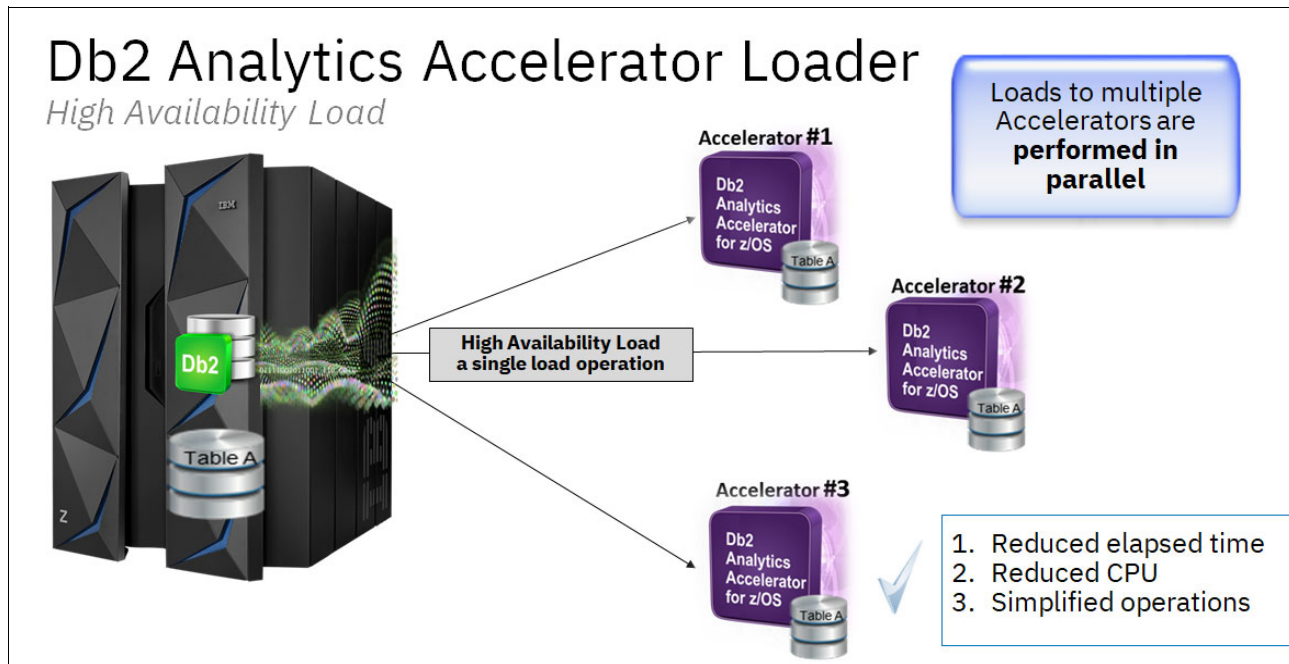 Db2 Analytics Accelerator Loader
High Availability Load
Loads to multiple
Accelerators are
performed in
parallel
Accelerator #1
Db2
Analytics
Accelerator
for z/OS
Table A
Accelerator #2
Db2
Analytics
Accelerator
for z/OS
Table A
IBM
Db2
High Availability Load
a single load operation
Table A
Z
Accelerator #3
Db2
Analytics
Accelerator
for z/OS
Table A
1. Reduced elapsed time
2. Reduced CPU
3. Simplified operations